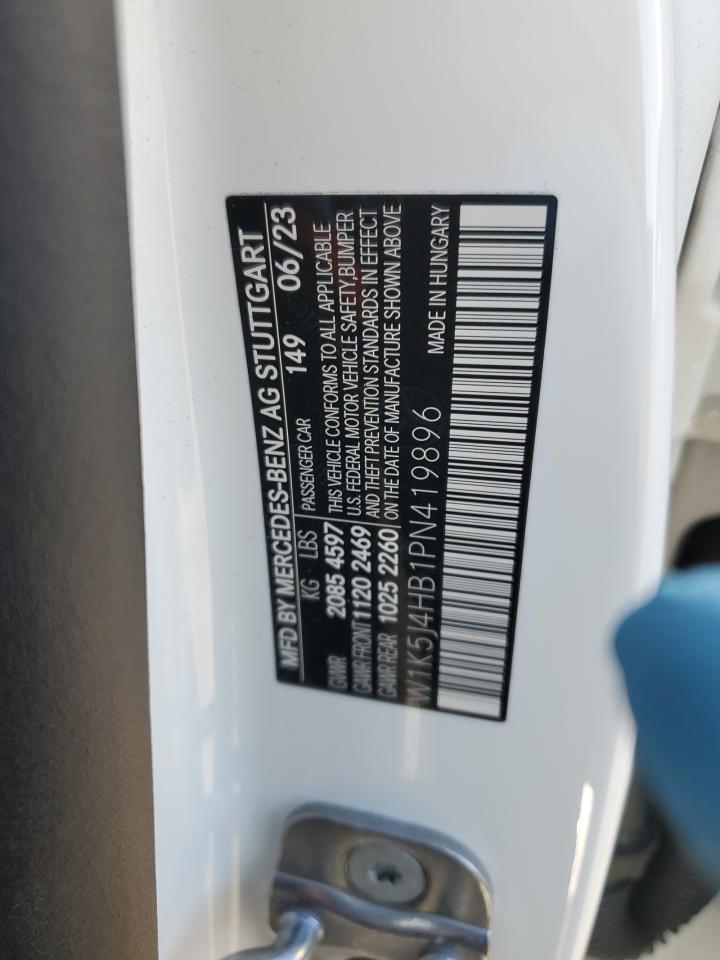 MFD BY MERCEDES-BENZ AG STUTTGART
KG LBS PASSENGER CAR 149 06/23
GVWR 2085 4597 THIS VEHICLE CONFORMS TO ALL APPLICABLE
GAWR FRONT 1120 2469 U.S. FEDERAL MOTOR VEHICLE SAFETY,BUMPER
GAWR REAR 1025 2260 AND THEFT PREVENTION STANDARDS IN EFFECT
ON THE DATE OF MANUFACTURE SHOWN ABOVE
W1K5J4HB1PN419896 MADE IN HUNGARY